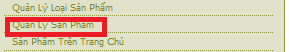 Quản Lý Loại Sản Phẩm
Quản Lý Sản Phẩm
Sản Phẩm Trên Trang Chủ